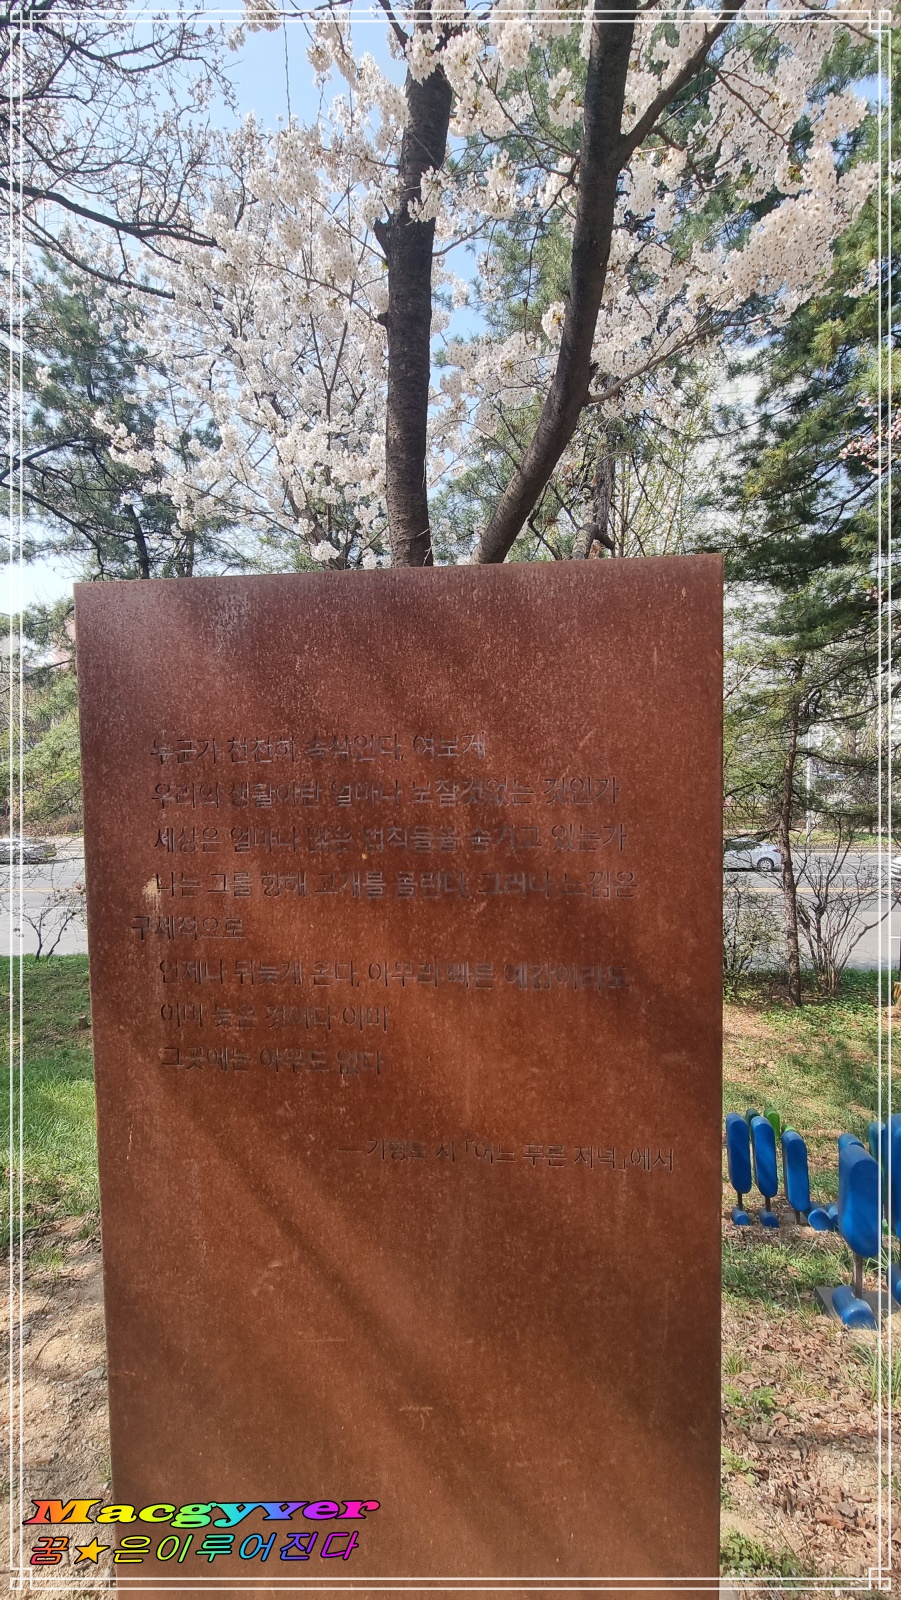 누군가 천천히 속삭인다, 여보게
우리의 생활이란 얼마나 보잘것없는 것인가
세상은 얼마나 많은 법칙들을 숨기고 있는가
나는 그를 향해 고개를 돌린다, 그러나 느낌은
구체적으로
언제나 뒤늦게 온다, 아무리 빠른 예감이라도
이미 늦은 것이다 이미
그곳에는 아무도 없다
―기형도 시 「어느 푸른 저녁」에서
Macgyver
꿈★은이루어진다